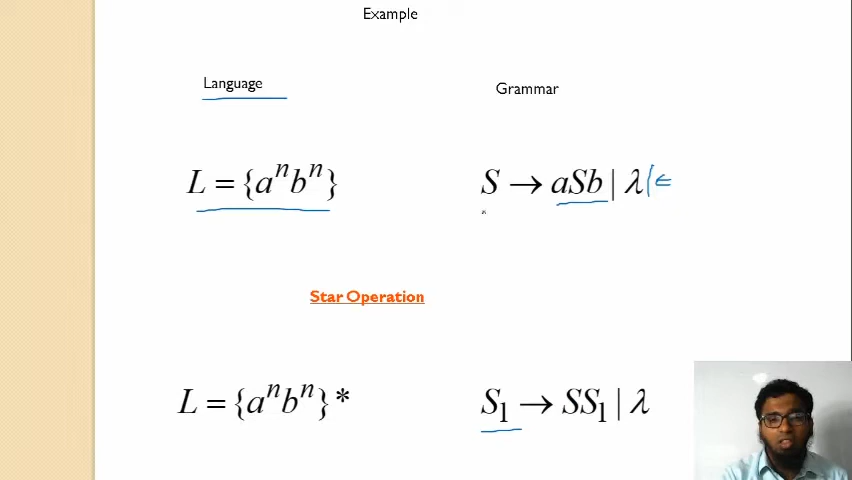 Example
Language
Grammar
L = {aⁿbⁿ}
S → aSb | λ |∈
Star Operation
L = {aⁿbⁿ}*
S₁ → SS₁ | λ